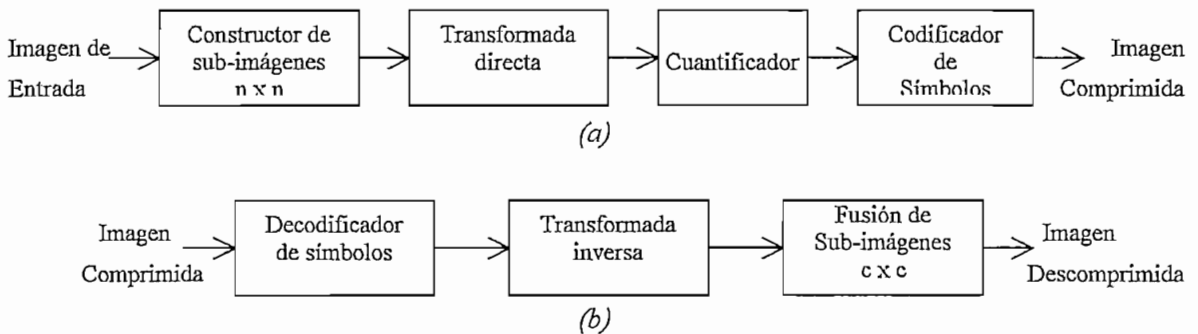 Imagen de
Entrada
Constructor de
sub-imágenes
n x n
Transformada
directa
Cuantificador
Codificador
de
Símbolos
Imagen
Comprimida
(a)
Imagen
Comprimida
Decodificador
de símbolos
Transformada
inversa
Fusión de
Sub-imágenes
c x c
Imagen
Descomprimida
(b)